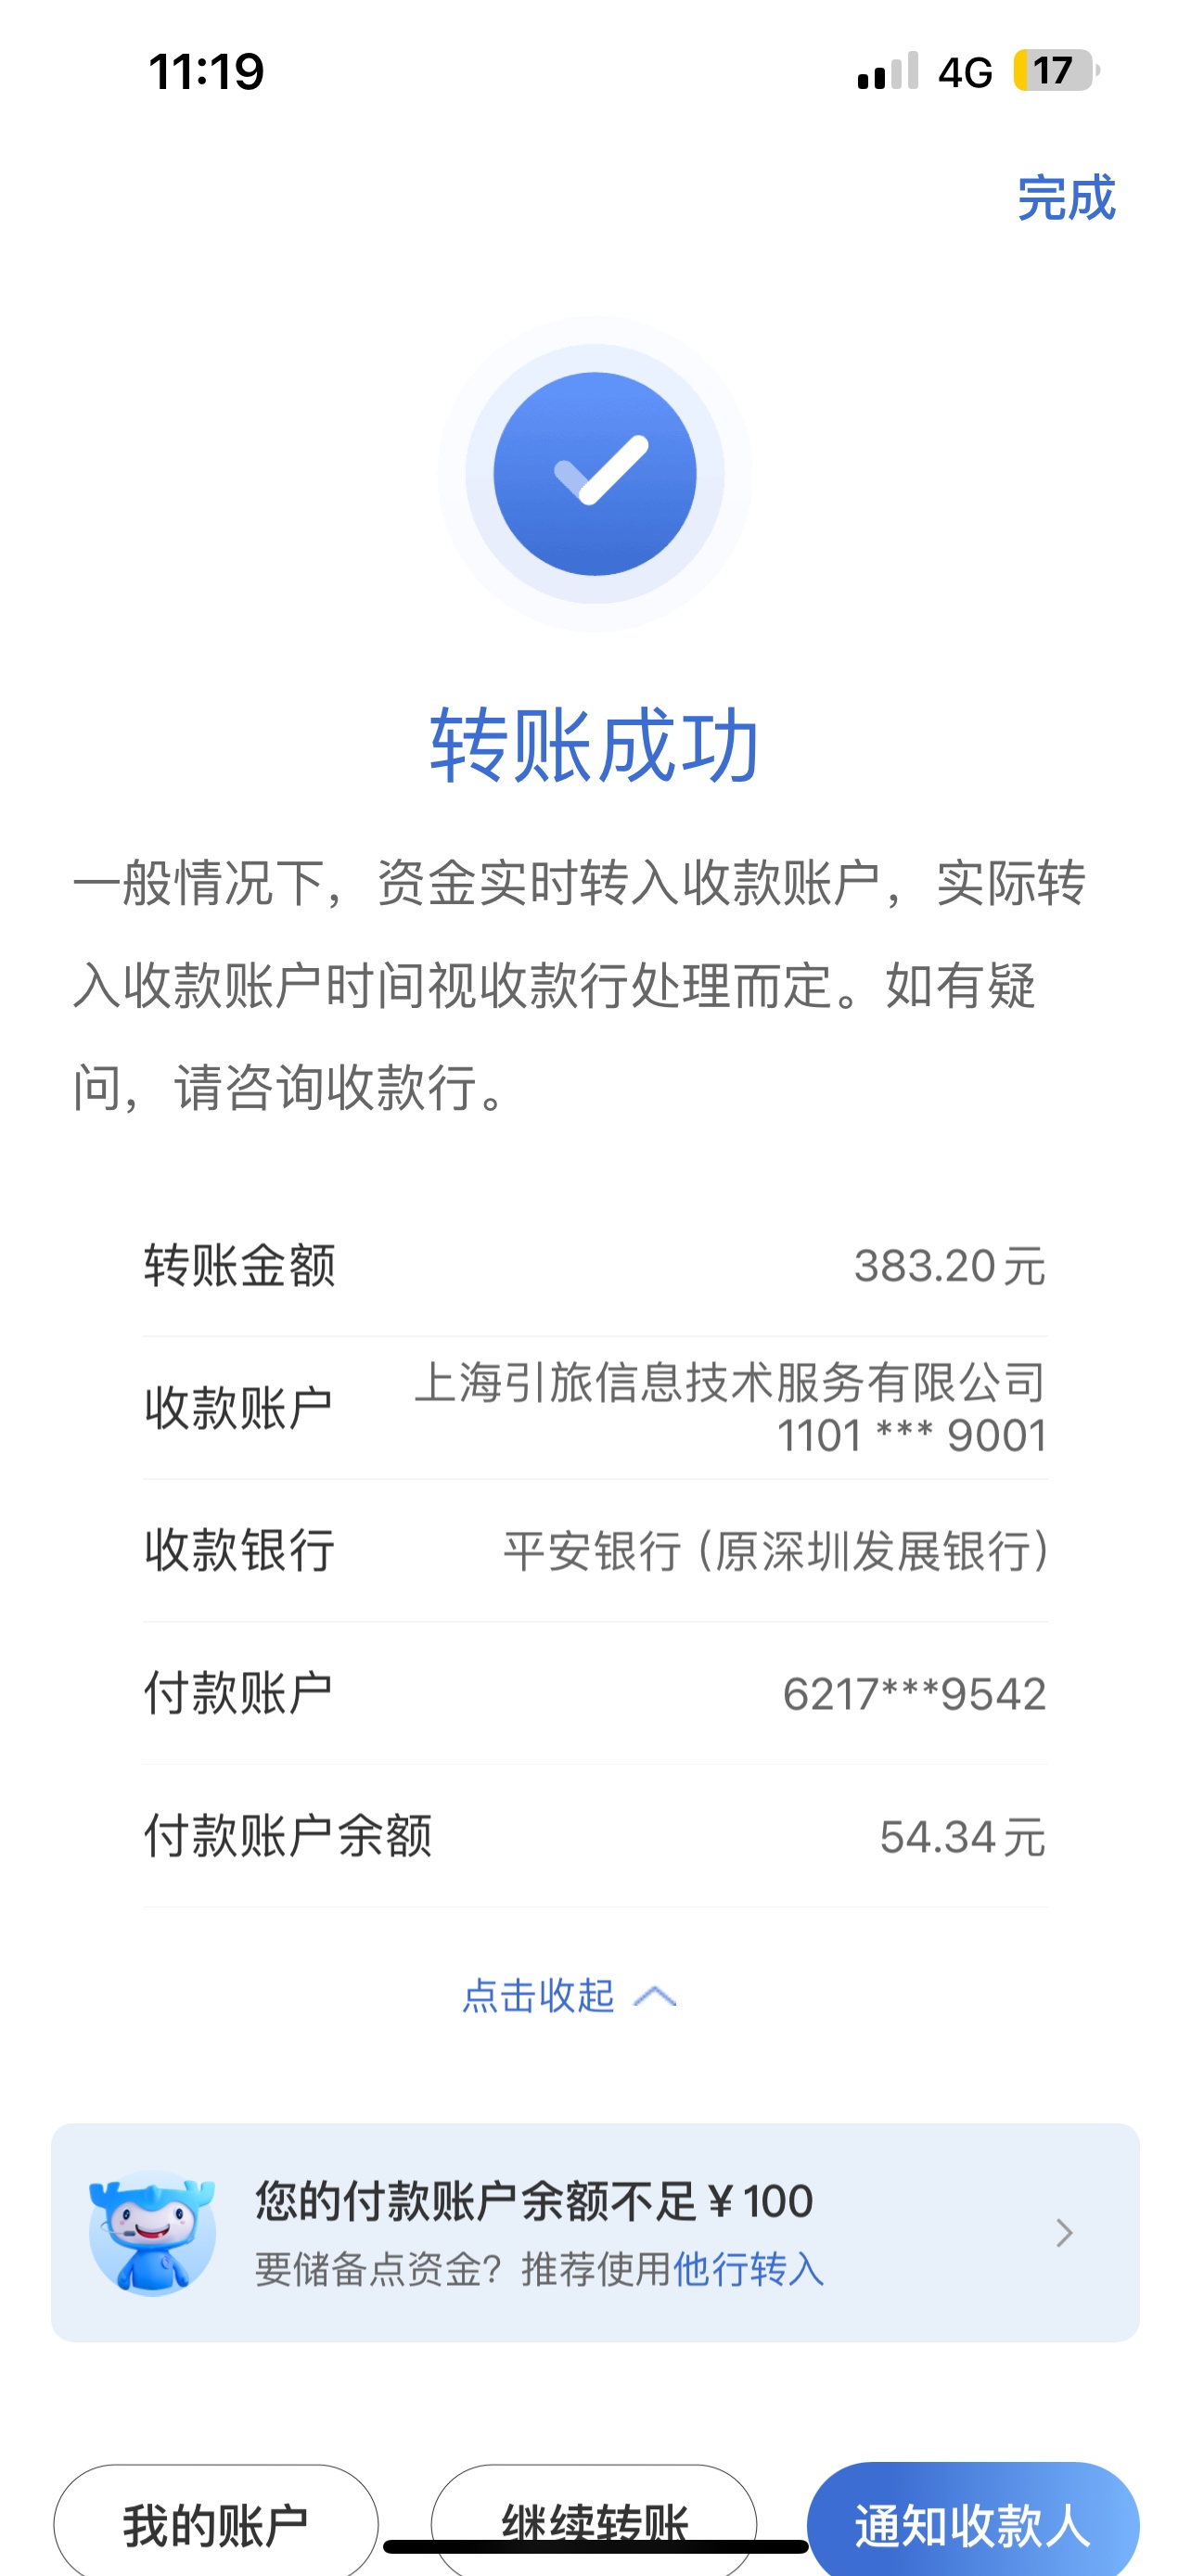 11:19
4G
17
完成
转账成功
一般情况下，资金实时转入收款账户，实际转
入收款账户时间视收款行处理而定。如有疑
问，请咨询收款行。
转账金额 383.20元
收款账户 上海引旅信息技术服务有限公司
1101 *** 9001
收款银行 平安银行（原深圳发展银行）
付款账户 6217***9542
付款账户余额 54.34元
点击收起
您的付款账户余额不足￥100
要储备点资金？推荐使用他行转入
我的账户
继续转账
通知收款人